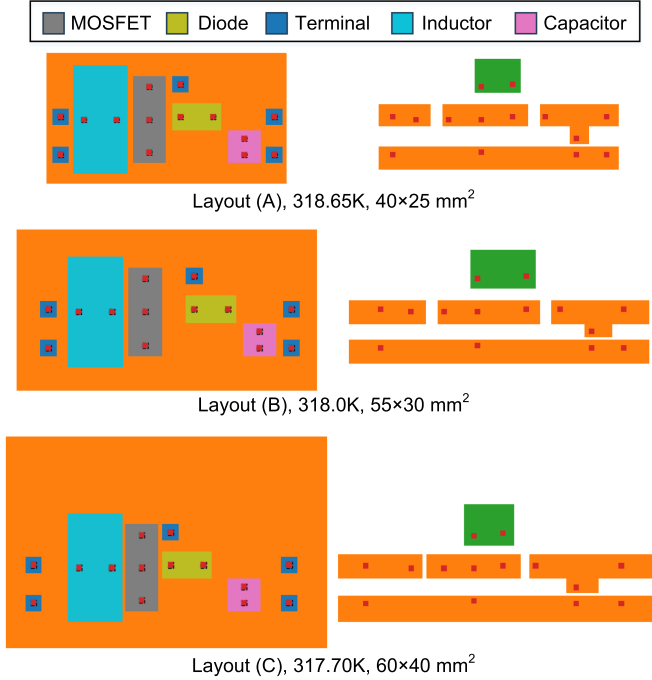 MOSFET Diode Terminal Inductor Capacitor
Layout (A), 318.65K, 40×25 mm²
Layout (B), 318.0K, 55×30 mm²
Layout (C), 317.70K, 60×40 mm²